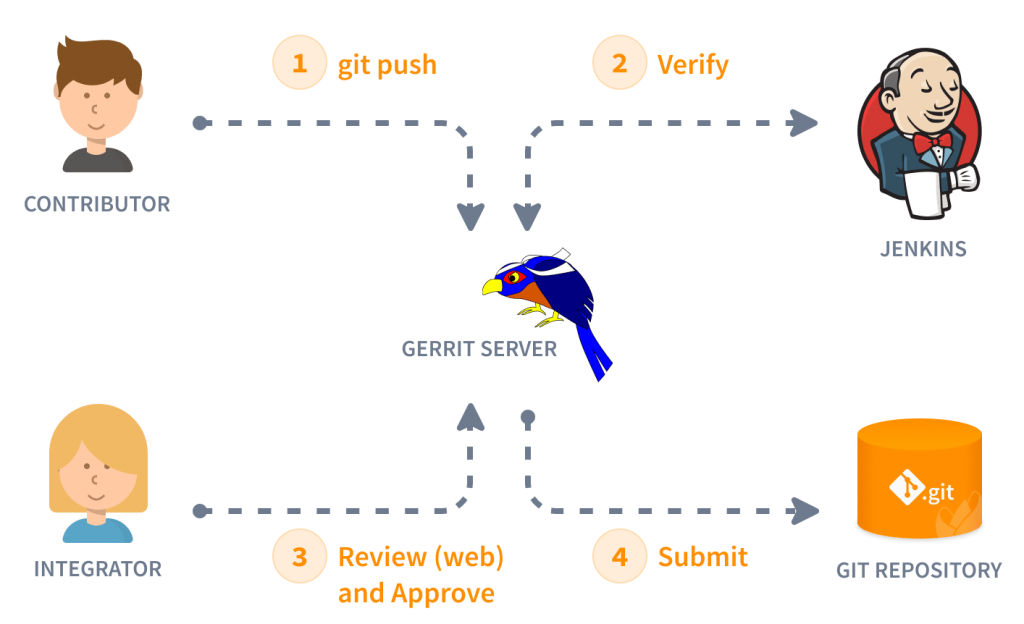 1 git push
2 Verify
CONTRIBUTOR
JENKINS
GERRIT SERVER
.git
INTEGRATOR
GIT REPOSITORY
3 Review (web)
and Approve
4 Submit